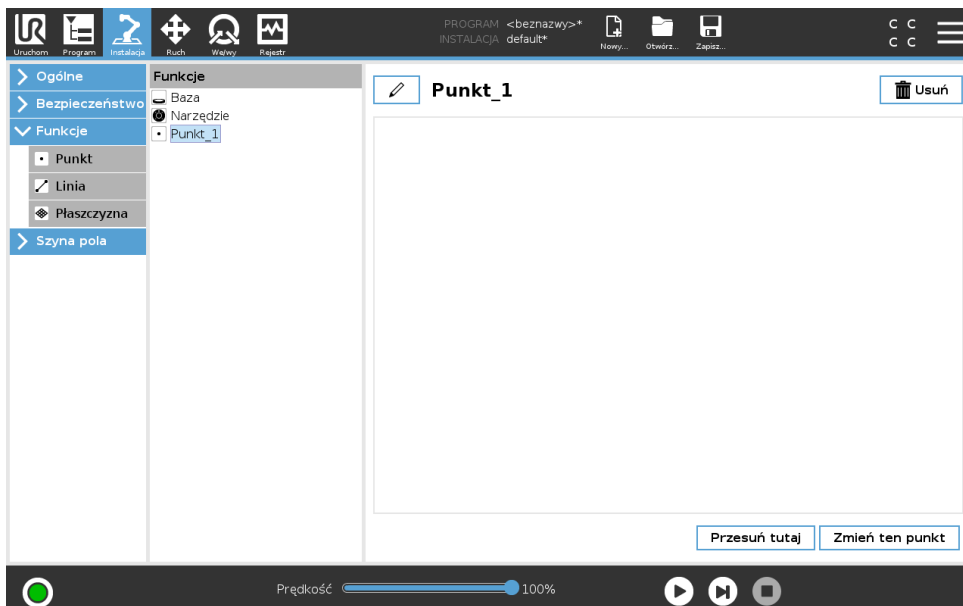 UR
PROGRAM <beznazwy>*
INSTALACJA default*
C C
C C
Uruchom Program Instalacja Ruch We/wy Rejestr Nowy... Otwórz... Zapisz...
Ogólne
Bezpieczeństwo
Funkcje
Punkt
Linia
Płaszczyzna
Szyna pola
Funkcje
Baza
Narzędzie
Punkt_1
Punkt_1
Usuń
Przesuń tutaj
Zmień ten punkt
Prędkość 100%